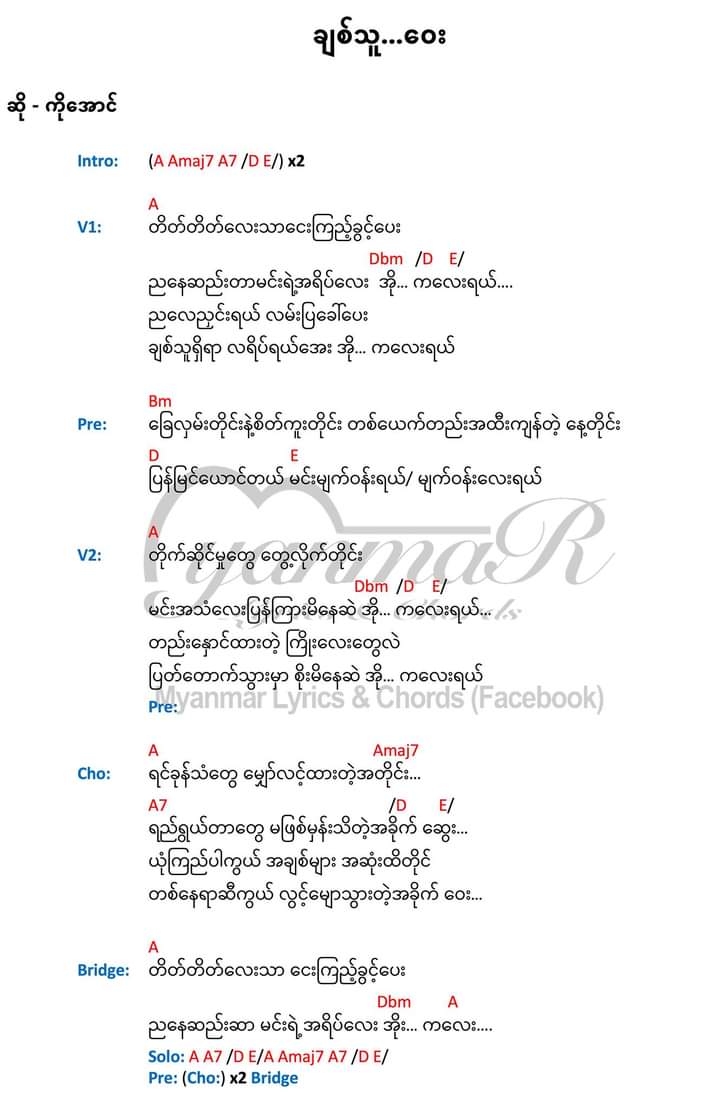 ချစ်သူ...ဝေး
ဆို - ကိုအောင်
Intro: (A Amaj7 A7 /D E/) x2
A
V1: တိတ်တိတ်လေးသာငေးကြည့်ခွင့်ပေး
Dbm /D E/
ညနေဆည်းတာမင်းရဲ့အရိပ်လေး အို... ကလေးရယ်....
ညလေညှင်းရယ် လမ်းပြခေါ်ပေး
ချစ်သူရှိရာ လရိပ်ရယ်အေး အို... ကလေးရယ်
Bm
Pre: ခြေလှမ်းတိုင်းနဲ့စိတ်ကူးတိုင်း တစ်ယေက်တည်းအထီးကျန်တဲ့ နေ့တိုင်း
D E
ပြန်မြင်ယောင်တယ် မင်းမျက်ဝန်းရယ်/ မျက်ဝန်းလေးရယ်
A
V2: တိုက်ဆိုင်မှုတွေ တွေ့လိုက်တိုင်း
Dbm /D E/
မင်းအသံလေးပြန်ကြားမိနေဆဲ အို... ကလေးရယ်...
တည်းနှောင်ထားတဲ့ ကြိုးလေးတွေလဲ
ပြတ်တောက်သွားမှာ စိုးမိနေဆဲ အို... ကလေးရယ်
Pre:
Myanmar Lyrics & Chords (Facebook)
A Amaj7
Cho: ရင်ခုန်သံတွေ မျှော်လင့်ထားတဲ့အတိုင်း...
A7 /D E/
ရည်ရွယ်တာတွေ မဖြစ်မှန်းသိတဲ့အခိုက် ဆွေး...
ယုံကြည်ပါကွယ် အချစ်များ အဆုံးထိတိုင်
တစ်နေရာဆီကွယ် လွင့်မျောသွားတဲ့အခိုက် ဝေး...
A
Bridge: တိတ်တိတ်လေးသာ ငေးကြည့်ခွင့်ပေး
Dbm A
ညနေဆည်းဆာ မင်းရဲ့အရိပ်လေး အိုး... ကလေး....
Solo: A A7 /D E/A Amaj7 A7 /D E/
Pre: (Cho:) x2 Bridge